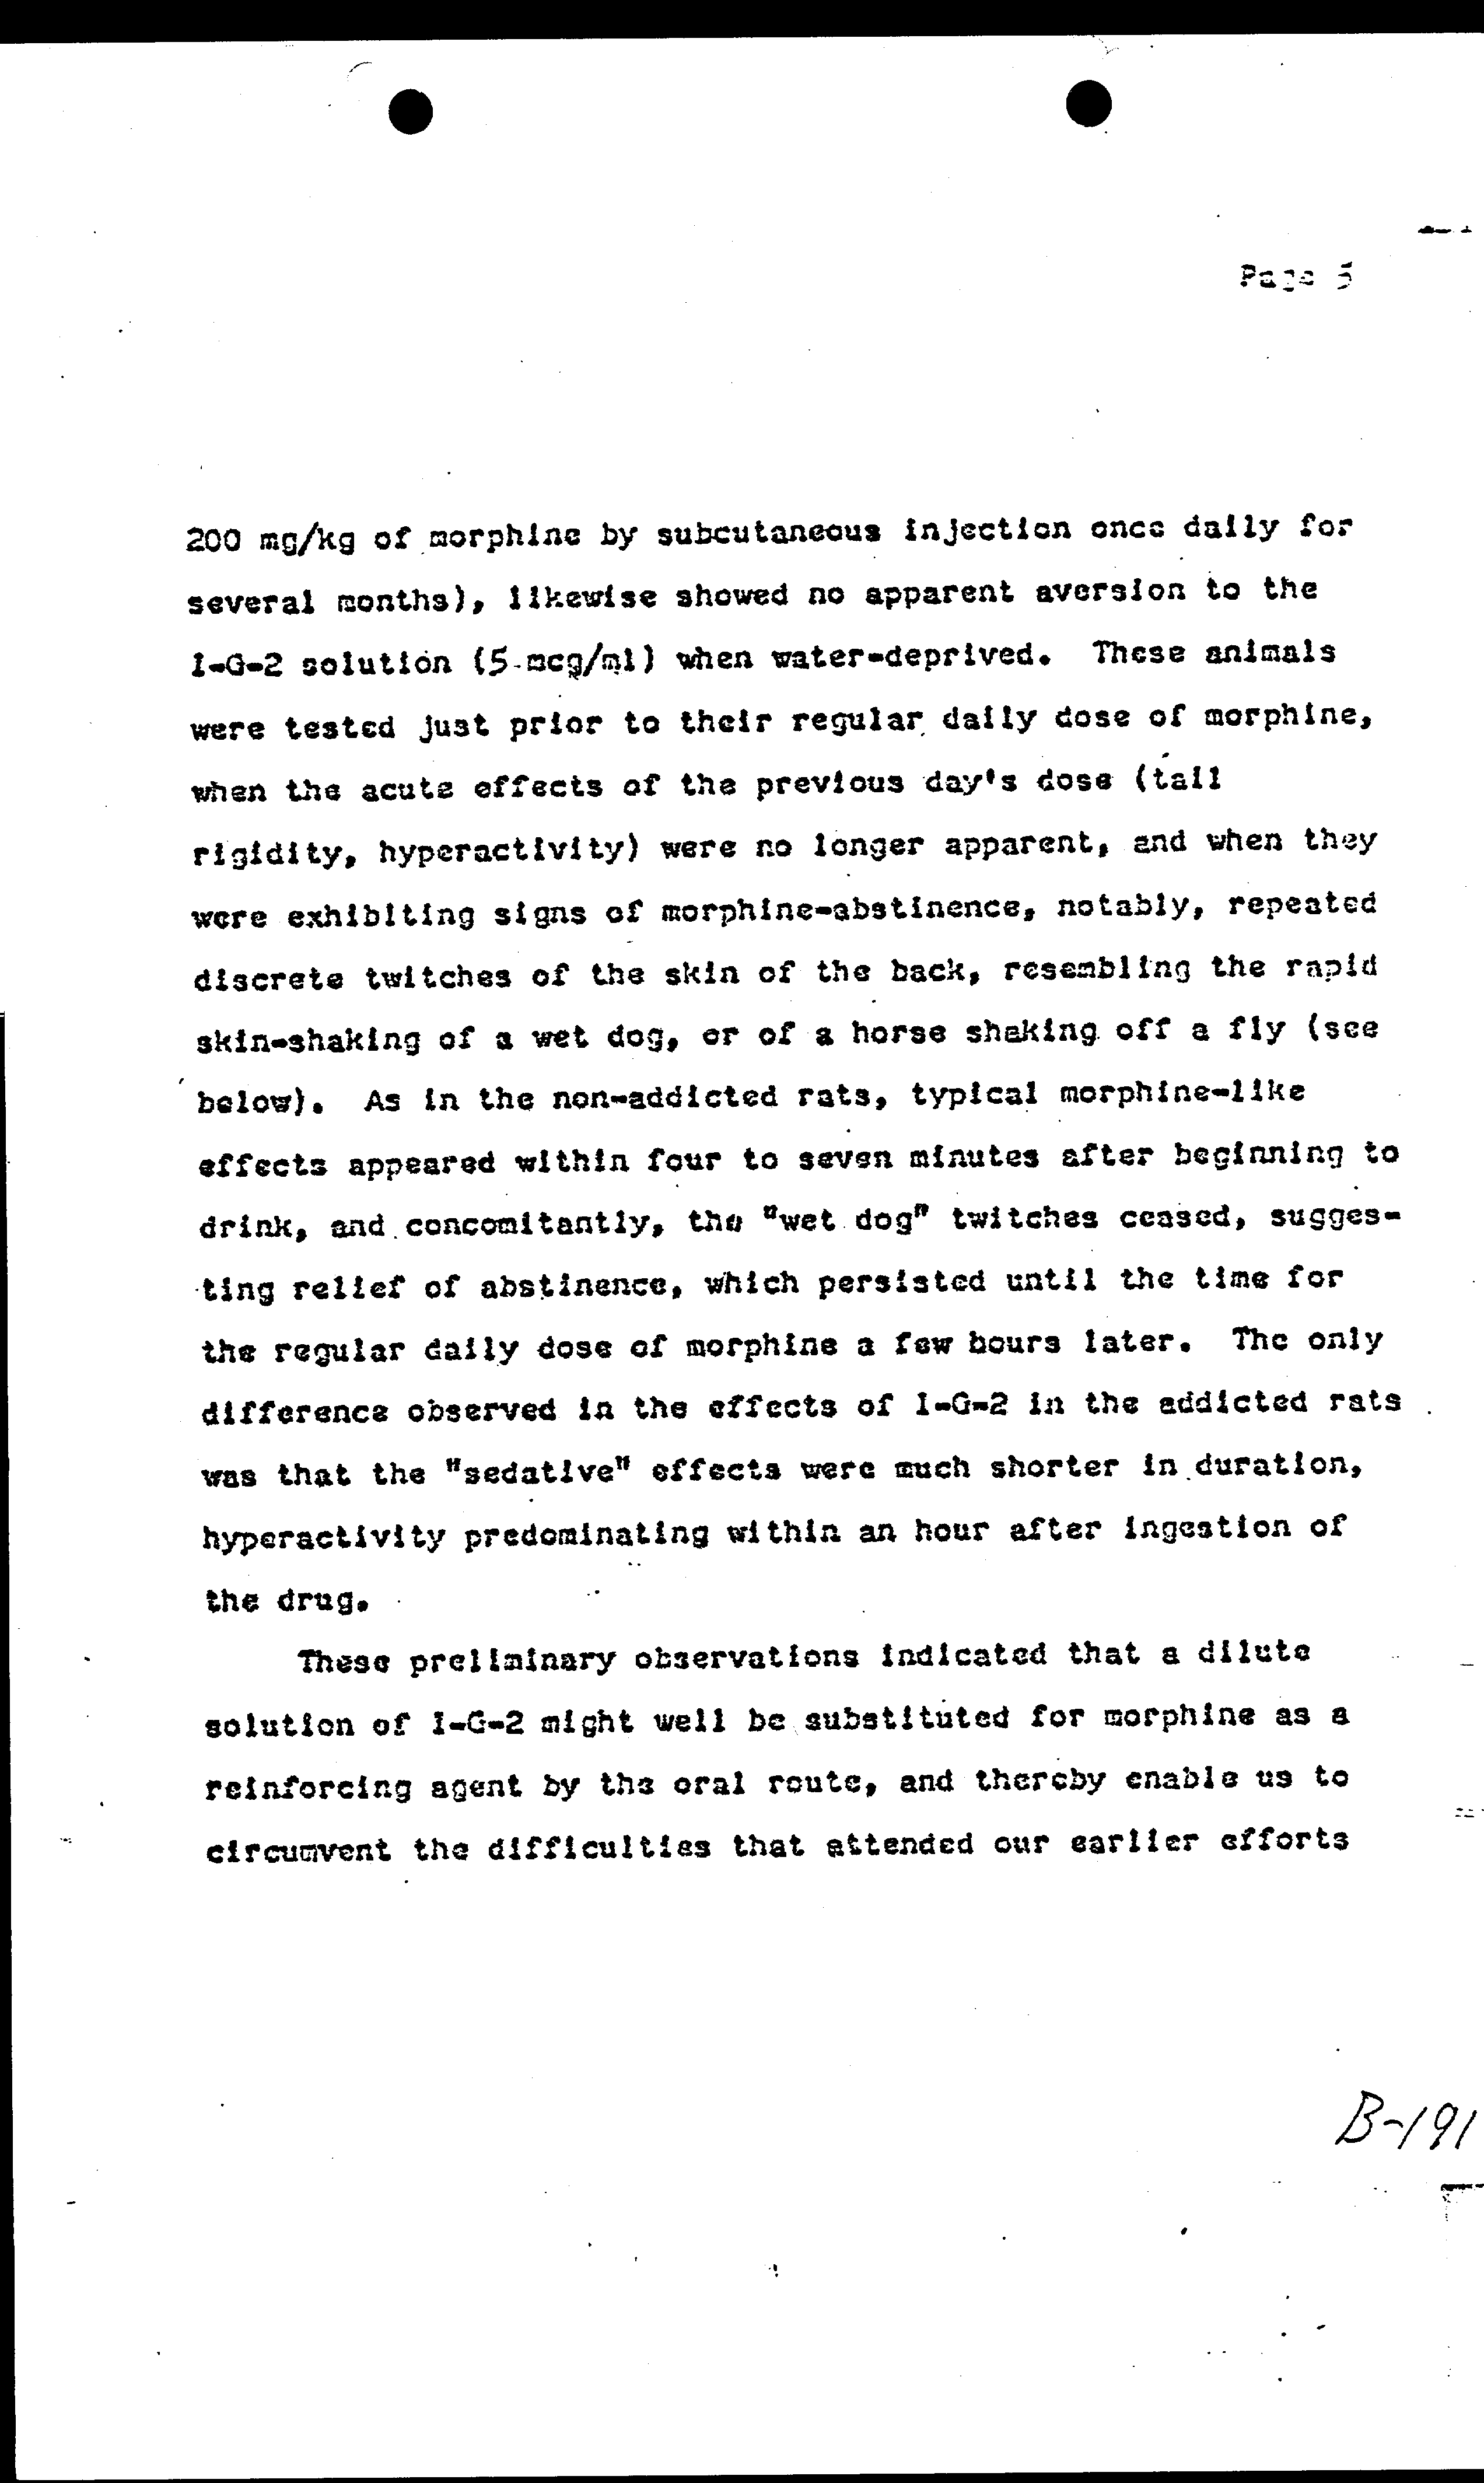 Page 5
200 mg/kg of morphine by subcutaneous injection once daily for
several months), likewise showed no apparent aversion to the
I-G-2 solution (5 mcg/ml) when water-deprived. These animals
were tested just prior to their regular daily dose of morphine,
when the acute effects of the previous day's dose (tail
rigidity, hyperactivity) were no longer apparent, and when they
were exhibiting signs of morphine-abstinence, notably, repeated
discrete twitches of the skin of the back, resembling the rapid
skin-shaking of a wet dog, or of a horse shaking off a fly (see
below). As in the non-addicted rats, typical morphine-like
effects appeared within four to seven minutes after beginning to
drink, and concomitantly, the "wet dog" twitches ceased, sugges-
ting relief of abstinence, which persisted until the time for
the regular daily dose of morphine a few hours later. The only
difference observed in the effects of I-G-2 in the addicted rats
was that the "sedative" effects were much shorter in duration,
hyperactivity predominating within an hour after ingestion of
the drug.
These preliminary observations indicated that a dilute
solution of I-G-2 might well be substituted for morphine as a
reinforcing agent by the oral route, and thereby enable us to
circumvent the difficulties that attended our earlier efforts
B-191